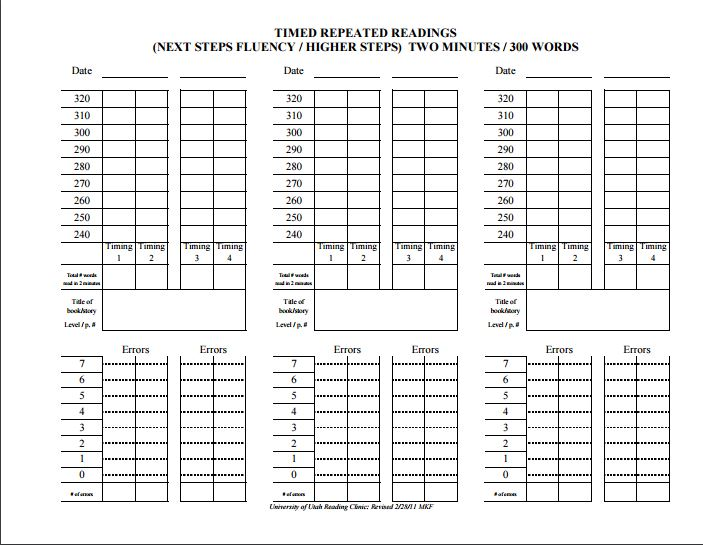 TIMED REPEATED READINGS
(NEXT STEPS FLUENCY / HIGHER STEPS) TWO MINUTES / 300 WORDS
Date Date Date
320 320 320
310 310 310
300 300 300
290 290 290
280 280 280
270 270 270
260 260 260
250 250 250
240 240 240
Timing Timing Timing Timing Timing Timing Timing Timing Timing Timing Timing Timing
1 2 3 4 1 2 3 4 1 2 3 4
Total # words Total # words Total # words
read in 2 minutes read in 2 minutes read in 2 minutes
Title of Title of Title of
book/story book/story book/story
Level / p. # Level / p. # Level / p. #
Errors Errors Errors Errors Errors Errors
7 7 7
6 6 6
5 5 5
4 4 4
3 3 3
2 2 2
1 1 1
0 0 0
# of errors # of errors # of errors
University of Utah Reading Clinic: Revised 2/28/11 MKF